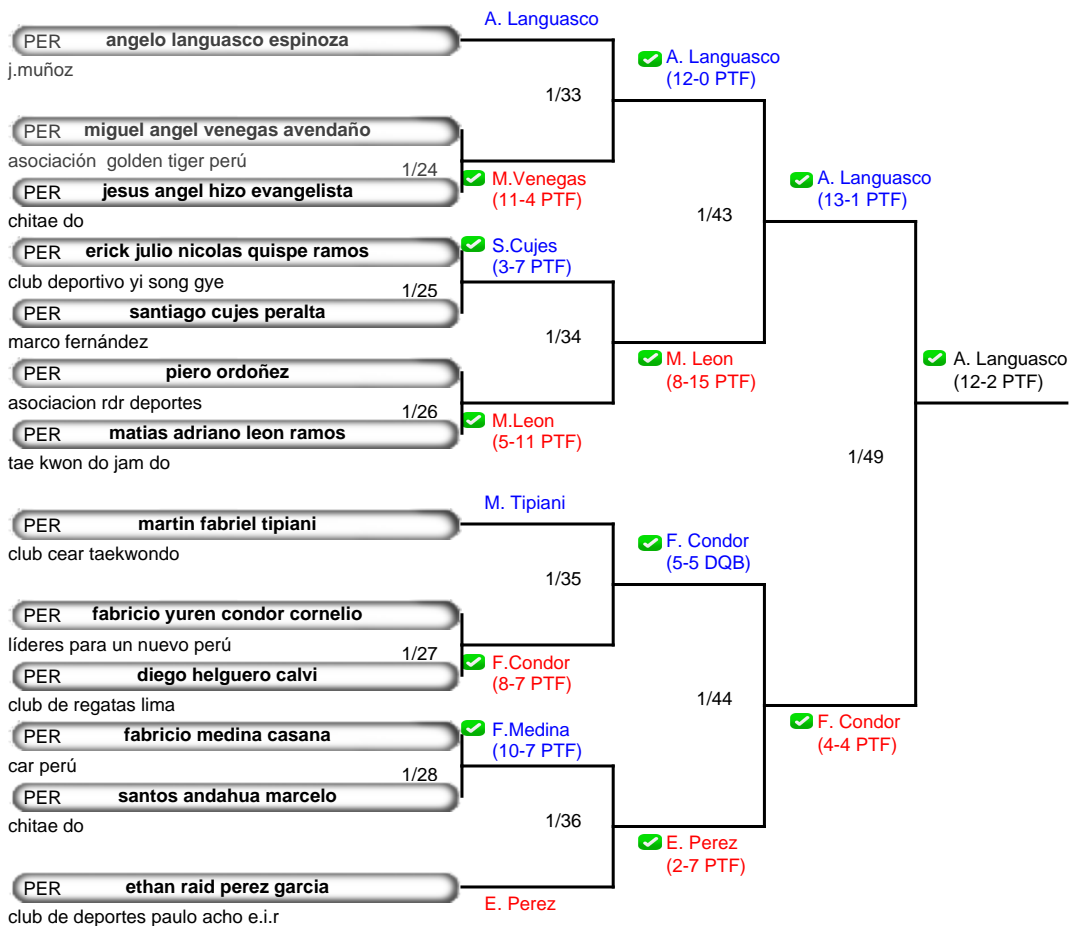 A. Languasco
PER angelo languasco espinoza
j.muñoz
A. Languasco
(12-0 PTF)
1/33
PER miguel angel venegas avendaño
asociación golden tiger perú
1/24
PER jesus angel hizo evangelista
chitae do
M.Venegas
(11-4 PTF)
A. Languasco
(13-1 PTF)
1/43
PER erick julio nicolas quispe ramos
club deportivo yi song gye
S.Cujes
(3-7 PTF)
1/25
PER santiago cujes peralta
marco fernández
1/34
M. Leon
(8-15 PTF)
PER piero ordoñez
asociacion rdr deportes
1/26
PER matias adriano leon ramos
tae kwon do jam do
M.Leon
(5-11 PTF)
A. Languasco
(12-2 PTF)
1/49
M. Tipiani
PER martin fabriel tipiani
club cear taekwondo
F. Condor
(5-5 DQB)
1/35
PER fabricio yuren condor cornelio
líderes para un nuevo perú
1/27
PER diego helguero calvi
club de regatas lima
F.Condor
(8-7 PTF)
1/44
F. Condor
(4-4 PTF)
PER fabricio medina casana
car perú
F.Medina
(10-7 PTF)
1/28
PER santos andahua marcelo
chitae do
1/36
E. Perez
(2-7 PTF)
PER ethan raid perez garcia
club de deportes paulo acho e.i.r
E. Perez